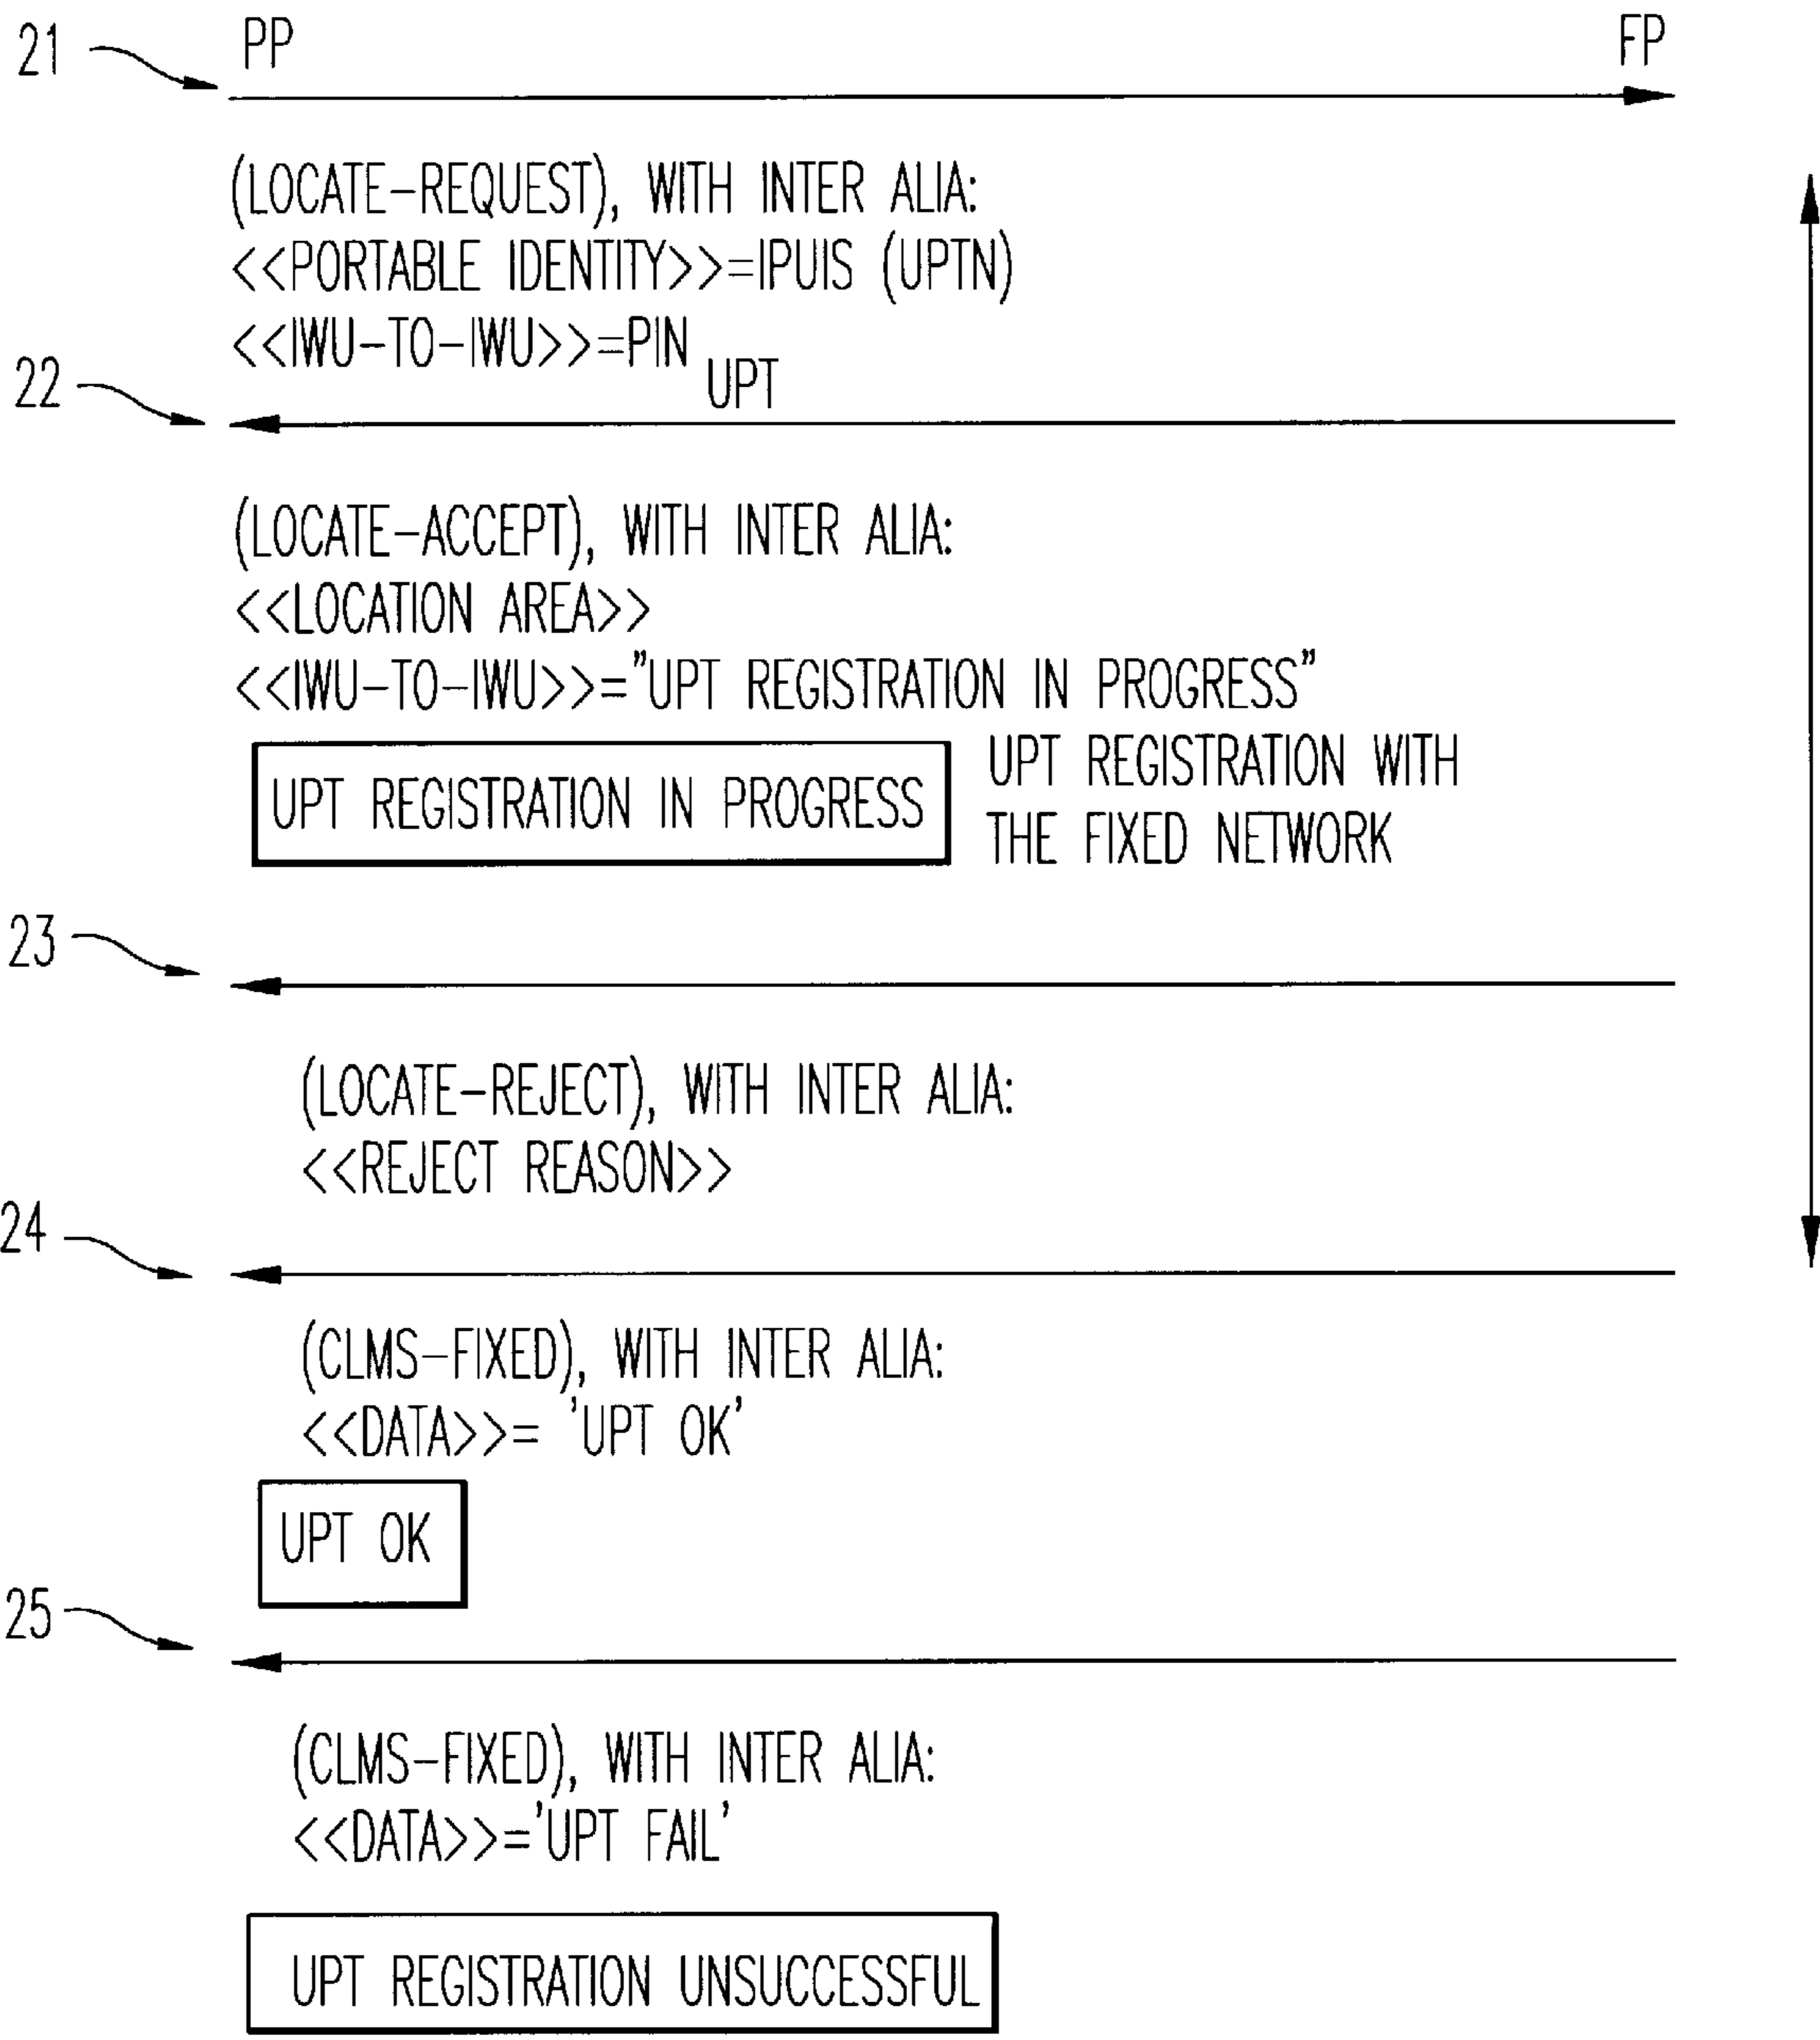 21 PP FP
(LOCATE-REQUEST), WITH INTER ALIA:
<<PORTABLE IDENTITY>>=IPUIS (UPTN)
<<IWU-TO-IWU>>=PIN UPT
22
(LOCATE-ACCEPT), WITH INTER ALIA:
<<LOCATION AREA>>
<<IWU-TO-IWU>>="UPT REGISTRATION IN PROGRESS"
UPT REGISTRATION IN PROGRESS
UPT REGISTRATION WITH
THE FIXED NETWORK
23
(LOCATE-REJECT), WITH INTER ALIA:
<<REJECT REASON>>
24
(CLMS-FIXED), WITH INTER ALIA:
<<DATA>>= 'UPT OK'
UPT OK
25
(CLMS-FIXED), WITH INTER ALIA:
<<DATA>>='UPT FAIL'
UPT REGISTRATION UNSUCCESSFUL